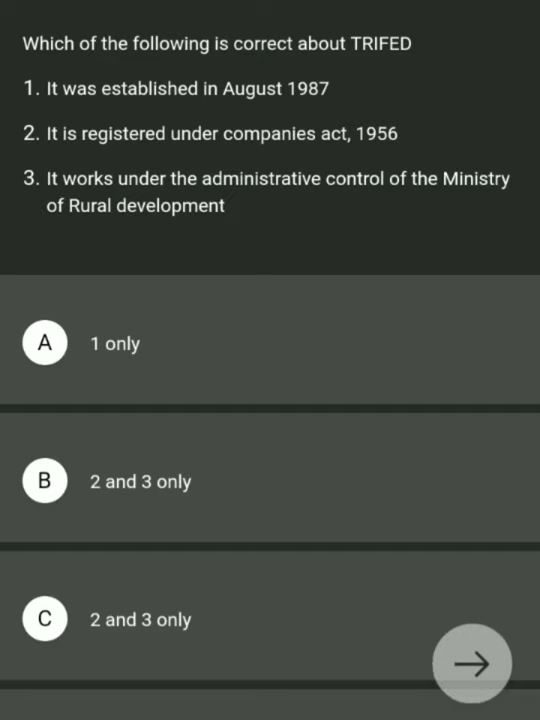 Which of the following is correct about TRIFED
1. It was established in August 1987
2. It is registered under companies act, 1956
3. It works under the administrative control of the Ministry
of Rural development
A 1 only
B 2 and 3 only
C 2 and 3 only